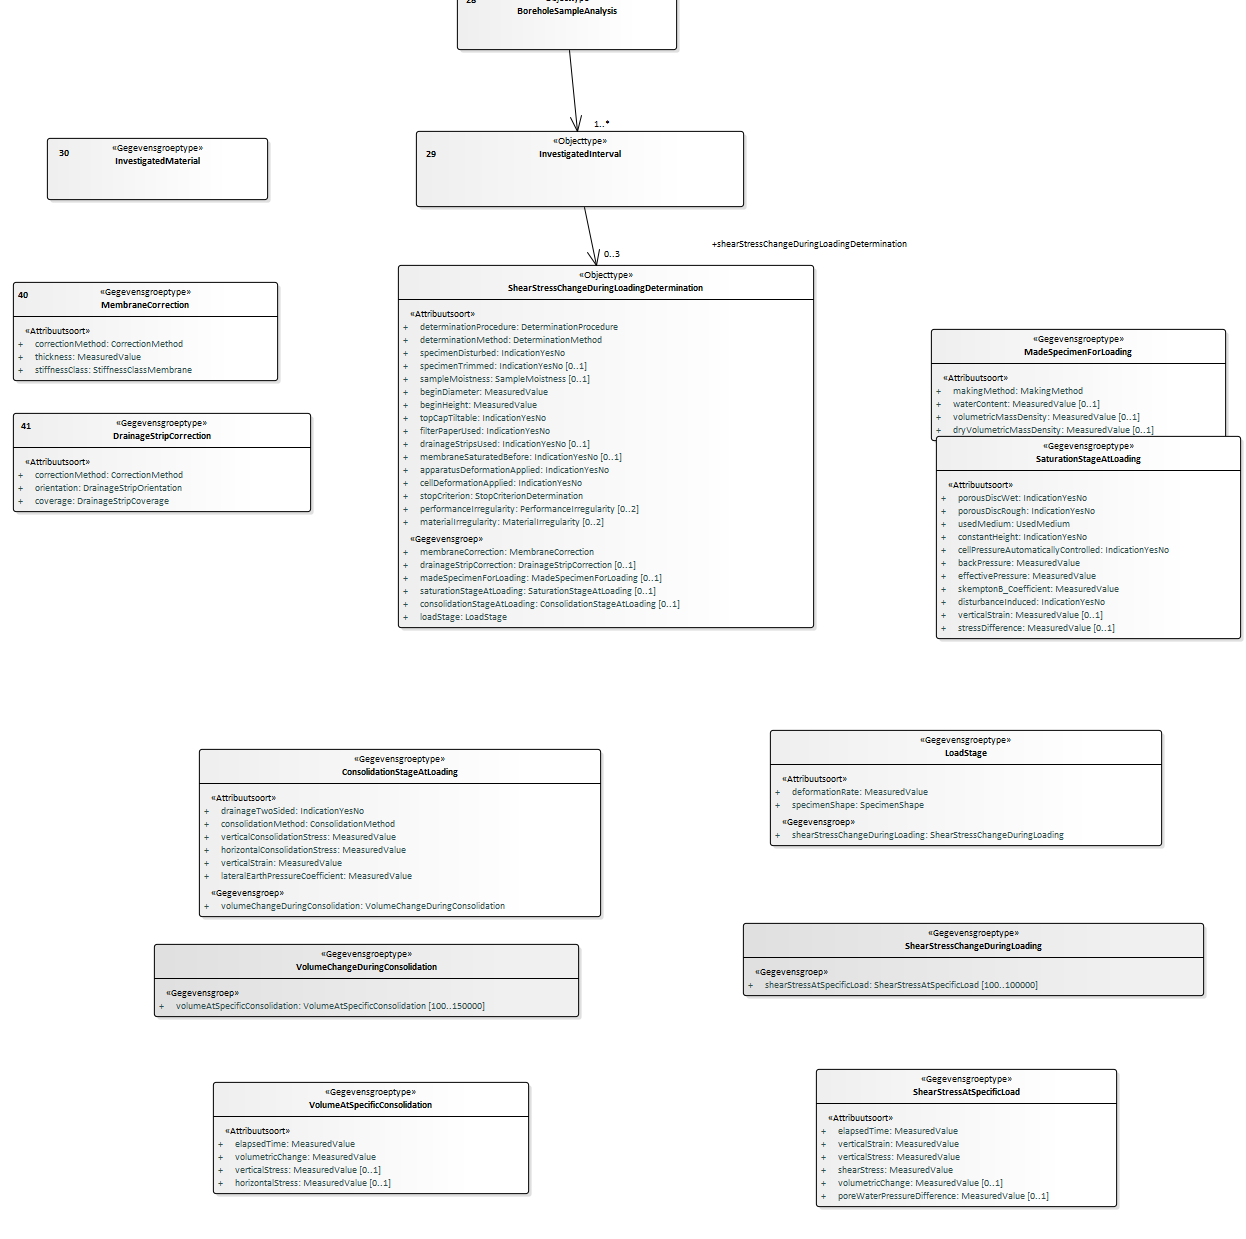 28
BoreholeSampleAnalysis
1..*
30
«Gegevensgroeptype»
InvestigatedMaterial
29
«Objecttype»
InvestigatedInterval
0..3
+shearStressChangeDuringLoadingDetermination
40
«Gegevensgroeptype»
MembraneCorrection
«Attribuutsoort»
+ correctionMethod: CorrectionMethod
+ thickness: MeasuredValue
+ stiffnessClass: StiffnessClassMembrane
41
«Gegevensgroeptype»
DrainageStripCorrection
«Attribuutsoort»
+ correctionMethod: CorrectionMethod
+ orientation: DrainageStripOrientation
+ coverage: DrainageStripCoverage
«Objecttype»
ShearStressChangeDuringLoadingDetermination
«Attribuutsoort»
+ determinationProcedure: DeterminationProcedure
+ determinationMethod: DeterminationMethod
+ specimenDisturbed: IndicationYesNo
+ specimenTrimmed: IndicationYesNo [0..1]
+ sampleMoistness: SampleMoistness [0..1]
+ beginDiameter: MeasuredValue
+ beginHeight: MeasuredValue
+ topCapTiltable: IndicationYesNo
+ filterPaperUsed: IndicationYesNo
+ drainageStripsUsed: IndicationYesNo [0..1]
+ membraneSaturatedBefore: IndicationYesNo [0..1]
+ apparatusDeformationApplied: IndicationYesNo
+ cellDeformationApplied: IndicationYesNo
+ stopCriterion: StopCriterionDetermination
+ performanceIrregularity: PerformanceIrregularity [0..2]
+ materialIrregularity: MaterialIrregularity [0..2]
«Gegevensgroep»
+ membraneCorrection: MembraneCorrection
+ drainageStripCorrection: DrainageStripCorrection [0..1]
+ madeSpecimenForLoading: MadeSpecimenForLoading [0..1]
+ saturationStageAtLoading: SaturationStageAtLoading [0..1]
+ consolidationStageAtLoading: ConsolidationStageAtLoading [0..1]
+ loadStage: LoadStage
«Gegevensgroeptype»
MadeSpecimenForLoading
«Attribuutsoort»
+ makingMethod: MakingMethod
+ waterContent: MeasuredValue [0..1]
+ volumetricMassDensity: MeasuredValue [0..1]
+ dryVolumetricMassDensity: MeasuredValue [0..1]
«Gegevensgroeptype»
SaturationStageAtLoading
«Attribuutsoort»
+ porousDiscWet: IndicationYesNo
+ porousDiscRough: IndicationYesNo
+ usedMedium: UsedMedium
+ constantHeight: IndicationYesNo
+ cellPressureAutomaticallyControlled: IndicationYesNo
+ backPressure: MeasuredValue
+ effectivePressure: MeasuredValue
+ skemptonB_Coefficient: MeasuredValue
+ disturbanceInduced: IndicationYesNo
+ verticalStrain: MeasuredValue [0..1]
+ stressDifference: MeasuredValue [0..1]
«Gegevensgroeptype»
ConsolidationStageAtLoading
«Attribuutsoort»
+ drainageTwoSided: IndicationYesNo
+ consolidationMethod: ConsolidationMethod
+ verticalConsolidationStress: MeasuredValue
+ horizontalConsolidationStress: MeasuredValue
+ verticalStrain: MeasuredValue
+ lateralEarthPressureCoefficient: MeasuredValue
«Gegevensgroep»
+ volumeChangeDuringConsolidation: VolumeChangeDuringConsolidation
«Gegevensgroeptype»
LoadStage
«Attribuutsoort»
+ deformationRate: MeasuredValue
+ specimenShape: SpecimenShape
«Gegevensgroep»
+ shearStressChangeDuringLoading: ShearStressChangeDuringLoading
«Gegevensgroeptype»
VolumeChangeDuringConsolidation
«Gegevensgroep»
+ volumeAtSpecificConsolidation: VolumeAtSpecificConsolidation [100..150000]
«Gegevensgroeptype»
ShearStressChangeDuringLoading
«Gegevensgroep»
+ shearStressAtSpecificLoad: ShearStressAtSpecificLoad [100..100000]
«Gegevensgroeptype»
VolumeAtSpecificConsolidation
«Attribuutsoort»
+ elapsedTime: MeasuredValue
+ volumetricChange: MeasuredValue
+ verticalStress: MeasuredValue [0..1]
+ horizontalStress: MeasuredValue [0..1]
«Gegevensgroeptype»
ShearStressAtSpecificLoad
«Attribuutsoort»
+ elapsedTime: MeasuredValue
+ verticalStrain: MeasuredValue
+ verticalStress: MeasuredValue
+ shearStress: MeasuredValue
+ volumetricChange: MeasuredValue [0..1]
+ poreWaterPressureDifference: MeasuredValue [0..1]